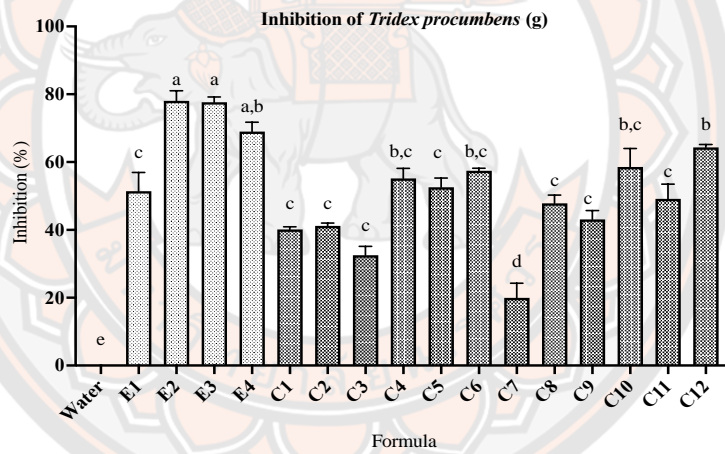 Inhibition of Tridex procumbens (g)
Inhibition (%)
100
80
60
40
20
0
e
c
a
a
a,b
c
c
c
b,c
c
b,c
d
c
c
b,c
c
b
Water
E1
E2
E3
E4
C1
C2
C3
C4
C5
C6
C7
C8
C9
C10
C11
C12
Formula